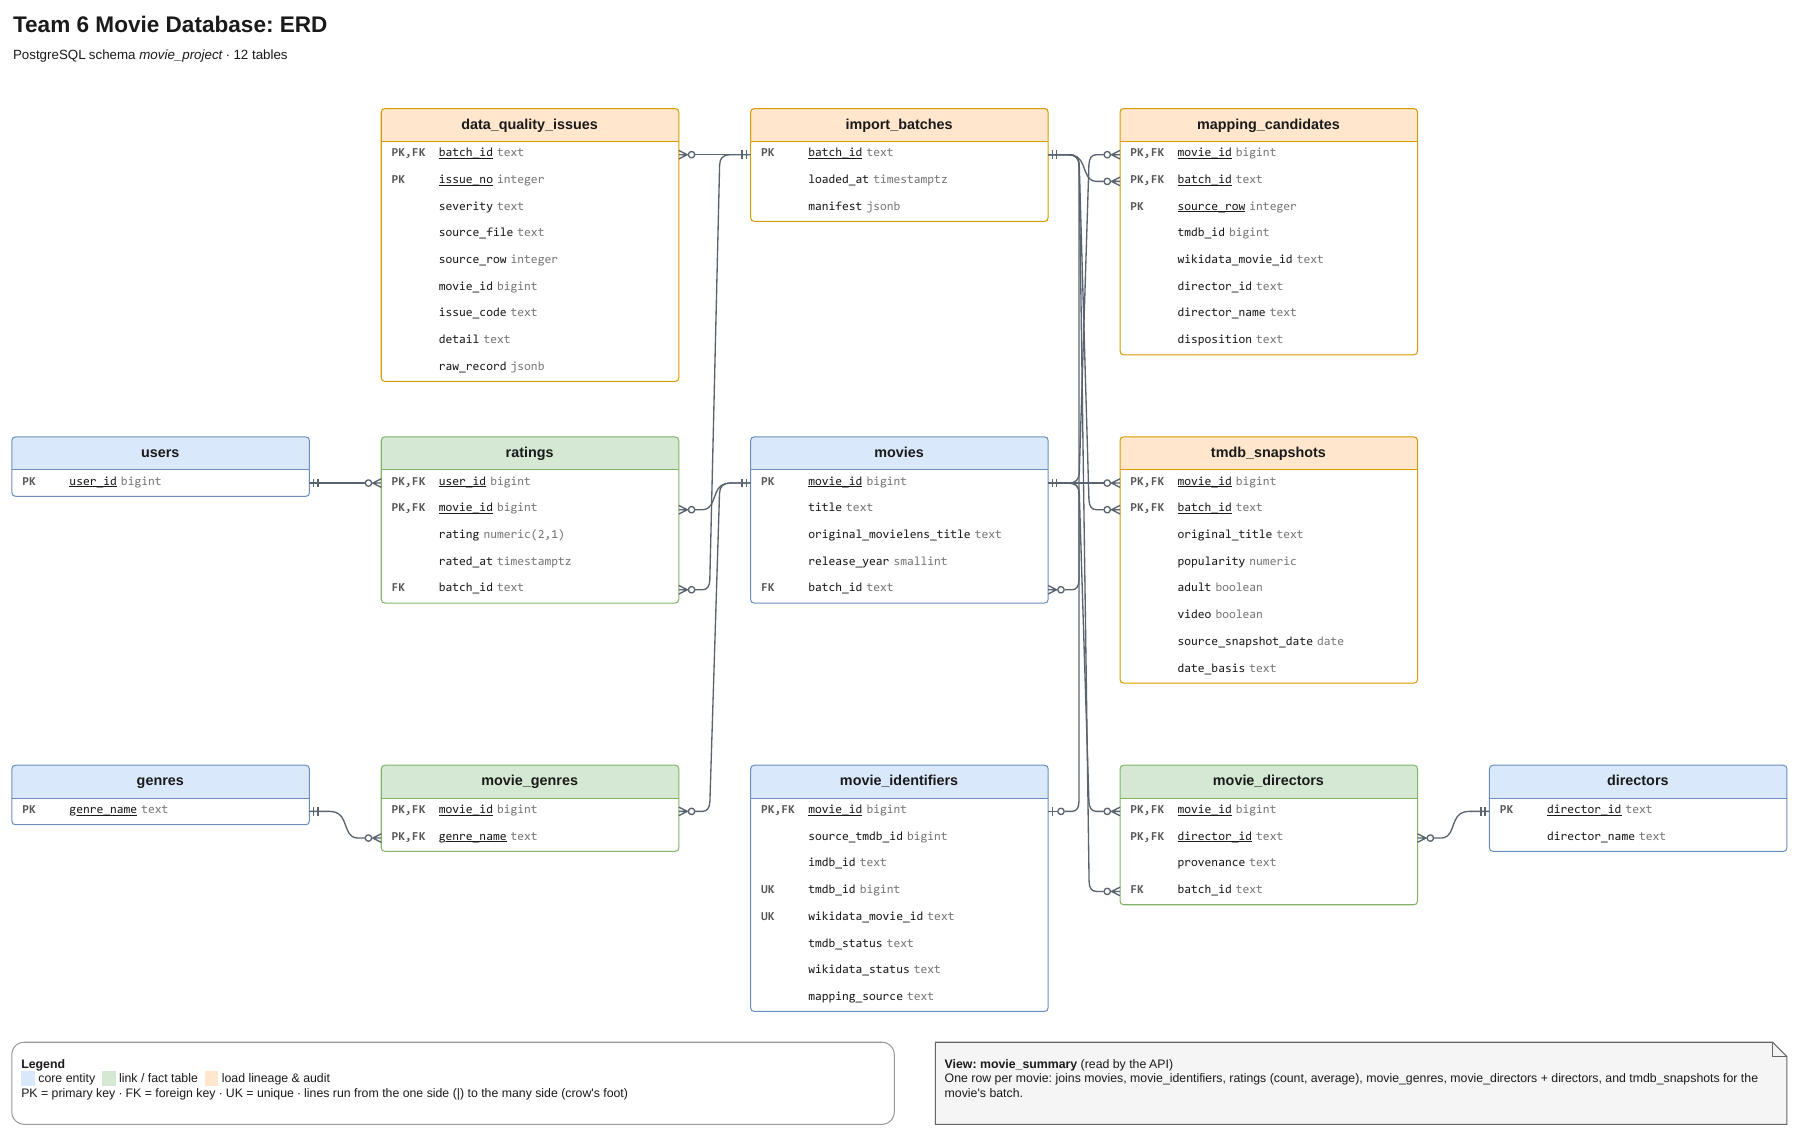 Team 6 Movie Database: ERD
PostgreSQL schema movie_project · 12 tables
data_quality_issues
PK,FK batch_id text
PK issue_no integer
severity text
source_file text
source_row integer
movie_id bigint
issue_code text
detail text
raw_record jsonb
import_batches
PK batch_id text
loaded_at timestamptz
manifest jsonb
mapping_candidates
PK,FK movie_id bigint
PK,FK batch_id text
PK source_row integer
tmdb_id bigint
wikidata_movie_id text
director_id text
director_name text
disposition text
users
PK user_id bigint
ratings
PK,FK user_id bigint
PK,FK movie_id bigint
rating numeric(2,1)
rated_at timestamptz
FK batch_id text
movies
PK movie_id bigint
title text
original_movielens_title text
release_year smallint
FK batch_id text
tmdb_snapshots
PK,FK movie_id bigint
PK,FK batch_id text
original_title text
popularity numeric
adult boolean
video boolean
source_snapshot_date date
date_basis text
genres
PK genre_name text
movie_genres
PK,FK movie_id bigint
PK,FK genre_name text
movie_identifiers
PK,FK movie_id bigint
source_tmdb_id bigint
imdb_id text
UK tmdb_id bigint
UK wikidata_movie_id text
tmdb_status text
wikidata_status text
mapping_source text
movie_directors
PK,FK movie_id bigint
PK,FK director_id text
provenance text
FK batch_id text
directors
PK director_id text
director_name text
Legend
core entity link / fact table load lineage & audit
PK = primary key · FK = foreign key · UK = unique · lines run from the one side (|) to the many side (crow's foot)
View: movie_summary (read by the API)
One row per movie: joins movies, movie_identifiers, ratings (count, average), movie_genres, movie_directors + directors, and tmdb_snapshots for the
movie's batch.